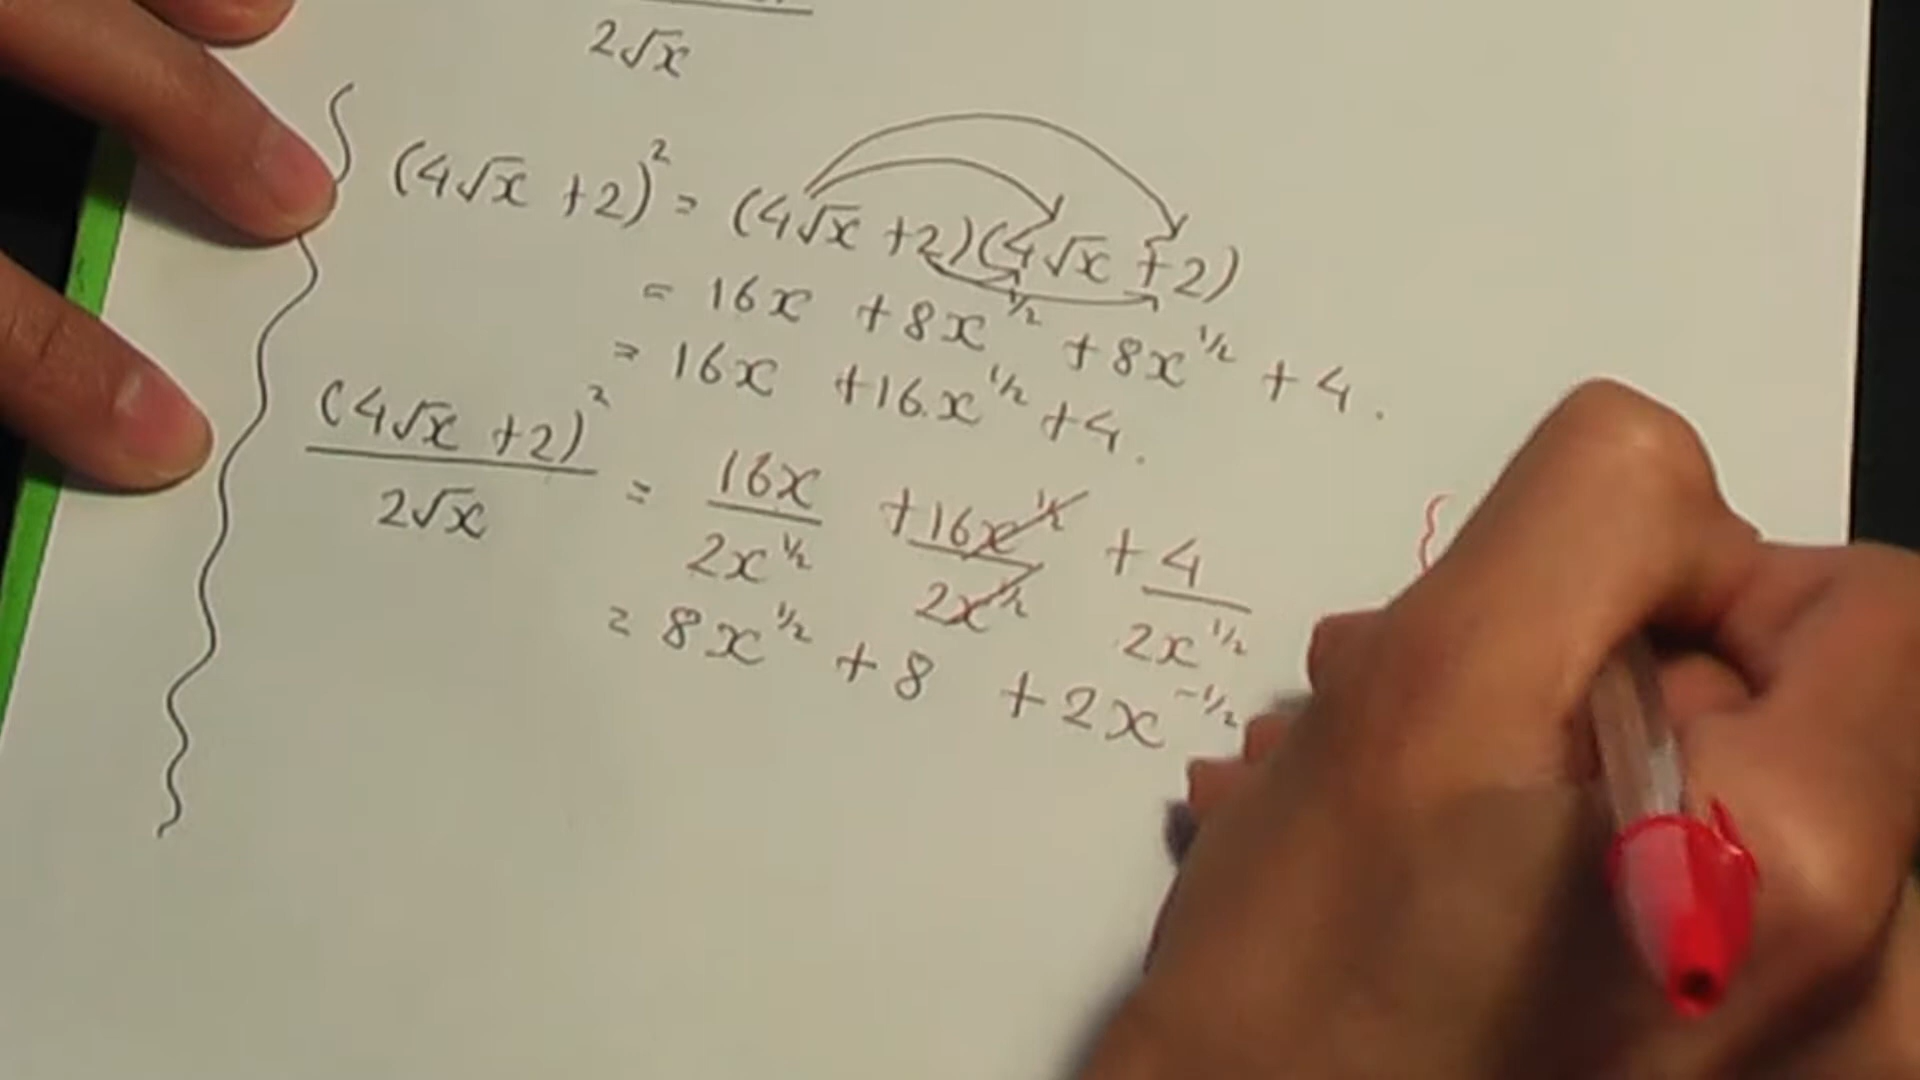 2√x
(4√x +2)² = (4√x +2)(4√x +2)
= 16x +8x^1/2 +8x^1/2 +4.
= 16x +16x^1/2 +4.
(4√x +2)²/2√x = 16x/2x^1/2 +16x^1/2/2x^1/2 +4/2x^1/2
= 8x^1/2 +8 +2x^-1/2